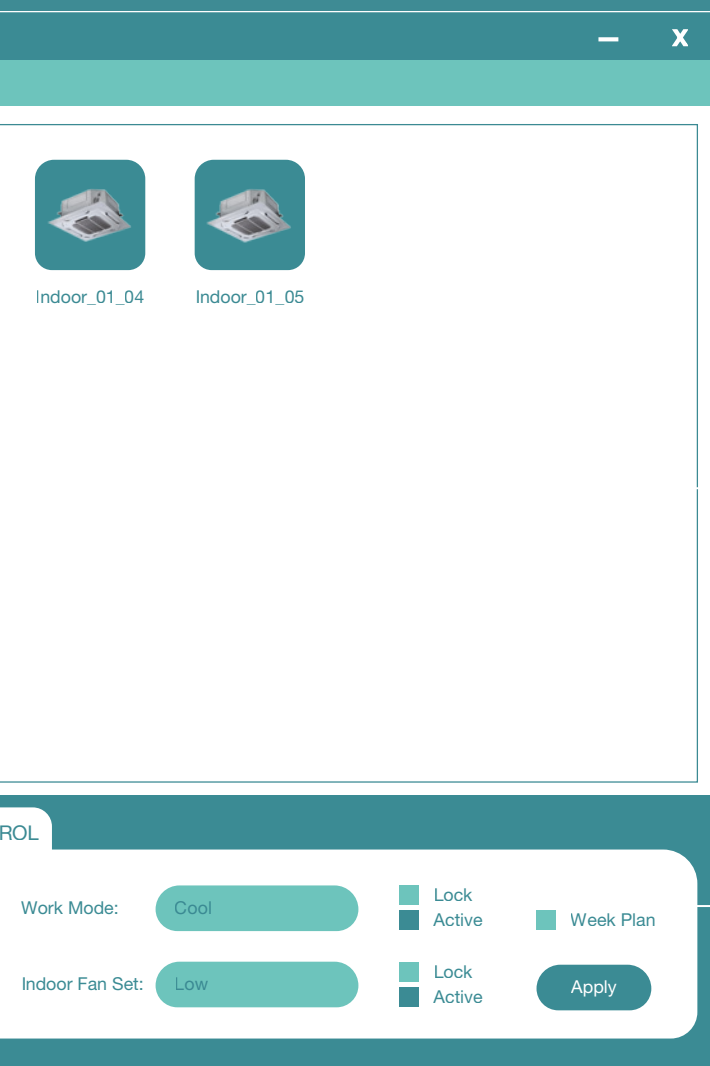 X
Indoor_01_04 Indoor_01_05
ROL
Work Mode: Cool Lock
Active Week Plan
Indoor Fan Set: Low Lock
Active Apply